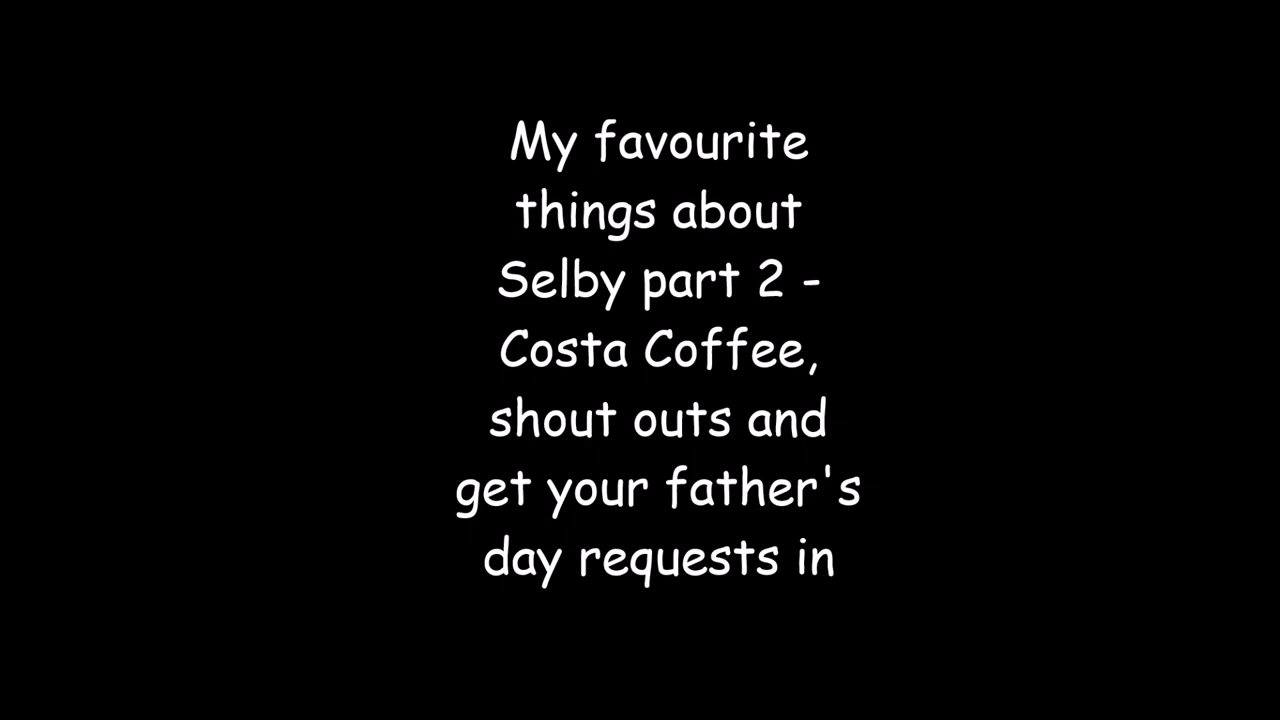 My favourite
things about
Selby part 2 -
Costa Coffee,
shout outs and
get your father's
day requests in